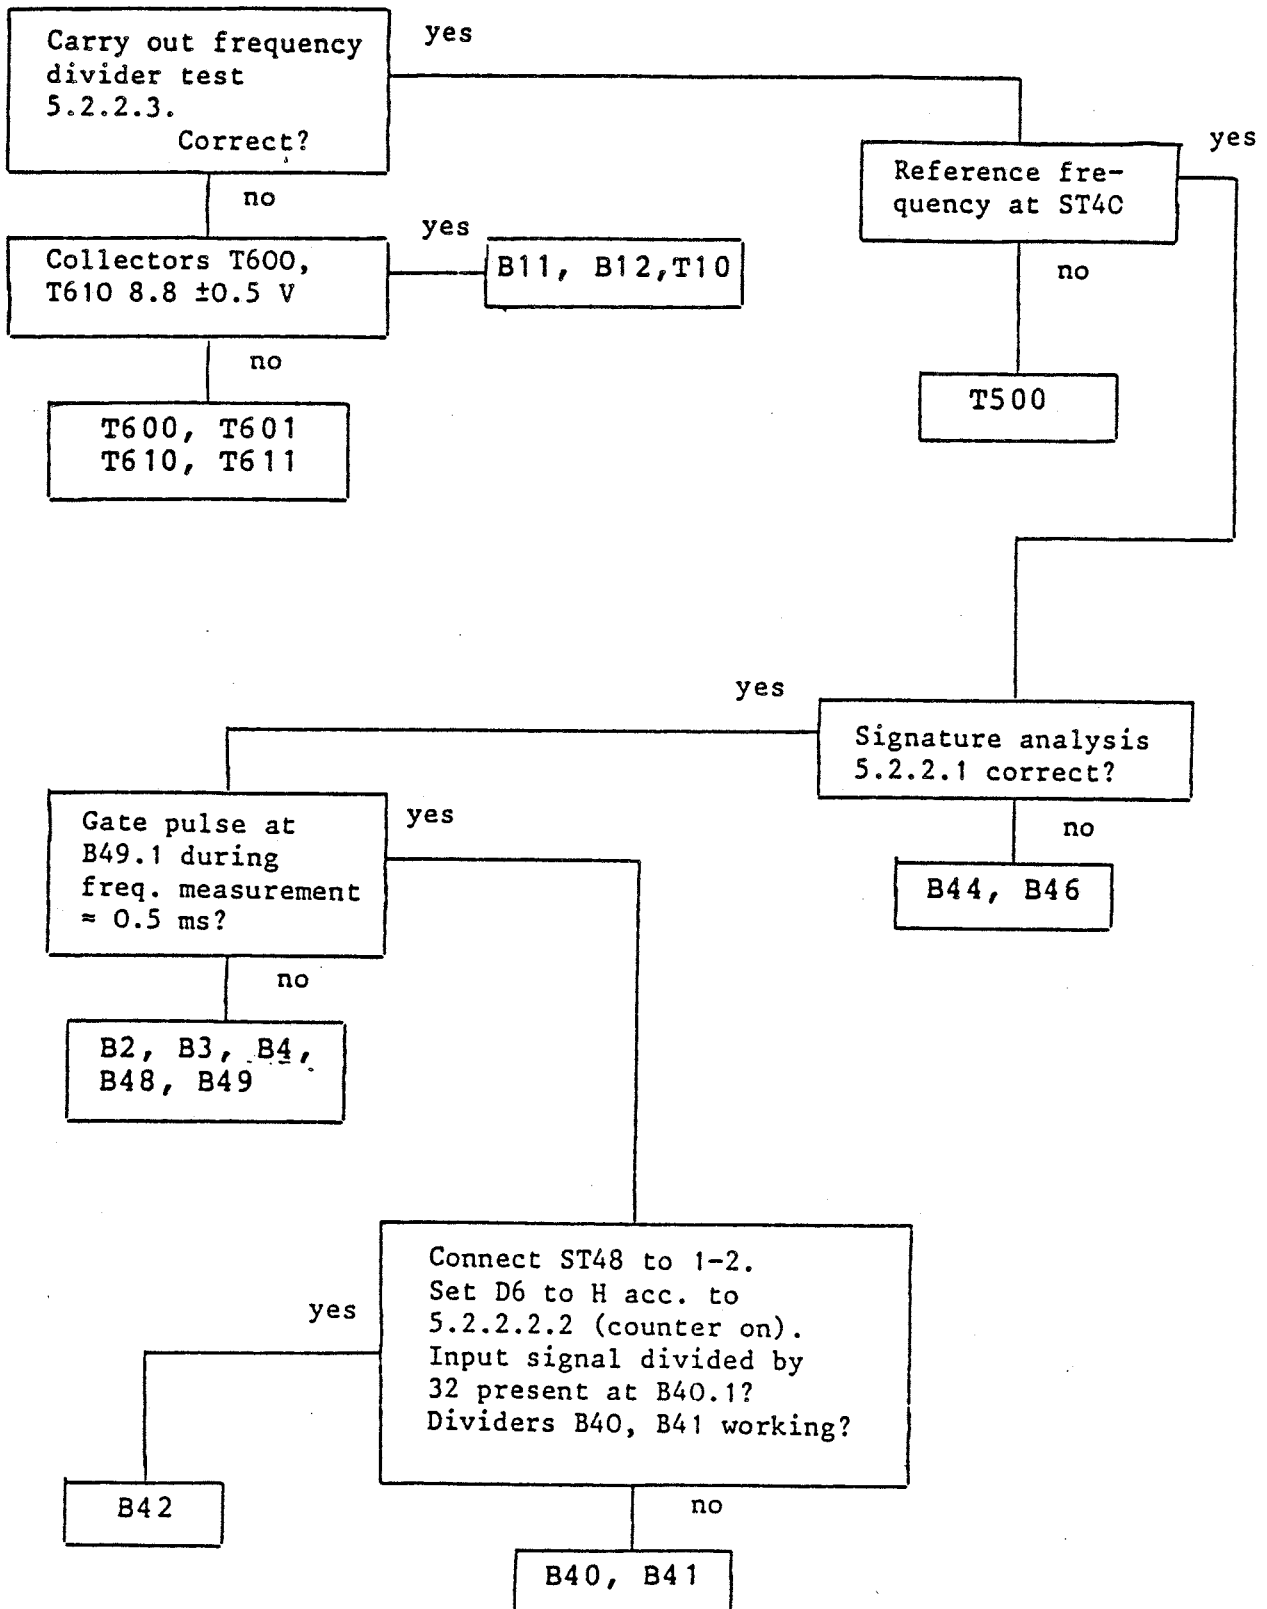 Carry out frequency
divider test
5.2.2.3.
Correct?
yes
no
Collectors T600,
T610 8.8 ±0.5 V
yes
B11, B12,T10
no
T600, T601
T610, T611
Reference fre-
quency at ST4C
yes
no
T500
Signature analysis
5.2.2.1 correct?
yes
no
B44, B46
Gate pulse at
B49.1 during
freq. measurement
≈ 0.5 ms?
yes
no
B2, B3, B4,
B48, B49
Connect ST48 to 1-2.
Set D6 to H acc. to
5.2.2.2.2 (counter on).
Input signal divided by
32 present at B40.1?
Dividers B40, B41 working?
yes
B42
no
B40, B41